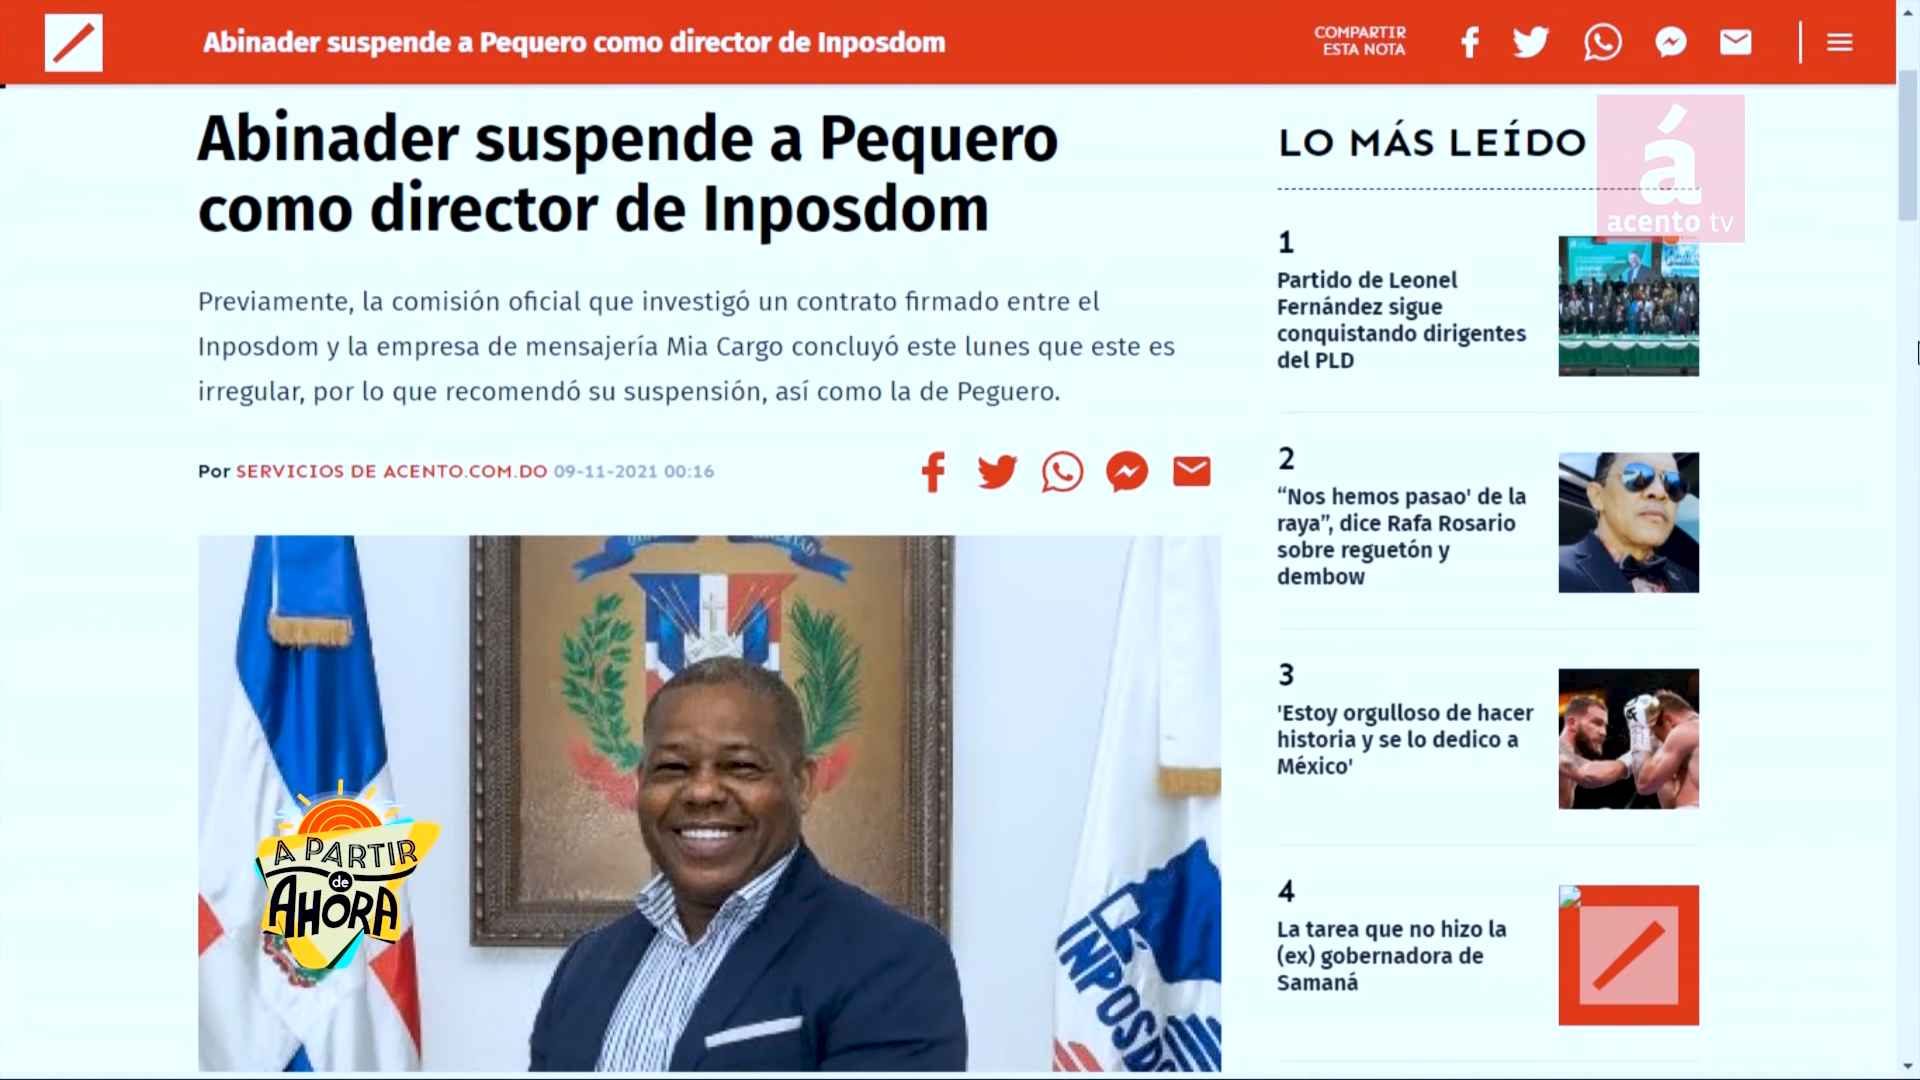 Abinader suspende a Pequero como director de Inposdom
COMPARTIR
ESTA NOTA
Abinader suspende a Pequero
como director de Inposdom
Previamente, la comisión oficial que investigó un contrato firmado entre el
Inposdom y la empresa de mensajería Mia Cargo concluyó este lunes que este es
irregular, por lo que recomendó su suspensión, así como la de Peguero.
Por SERVICIOS DE ACENTO.COM.DO 09-11-2021 00:16
A PARTIR
de
AHORA
INPOSDO
LO MÁS LEÍDO
á
acento tv
1
Partido de Leonel
Fernández sigue
conquistando dirigentes
del PLD
2
“Nos hemos pasao' de la
raya”, dice Rafa Rosario
sobre reguetón y
dembow
3
'Estoy orgulloso de hacer
historia y se lo dedico a
México'
4
La tarea que no hizo la
(ex) gobernadora de
Samaná